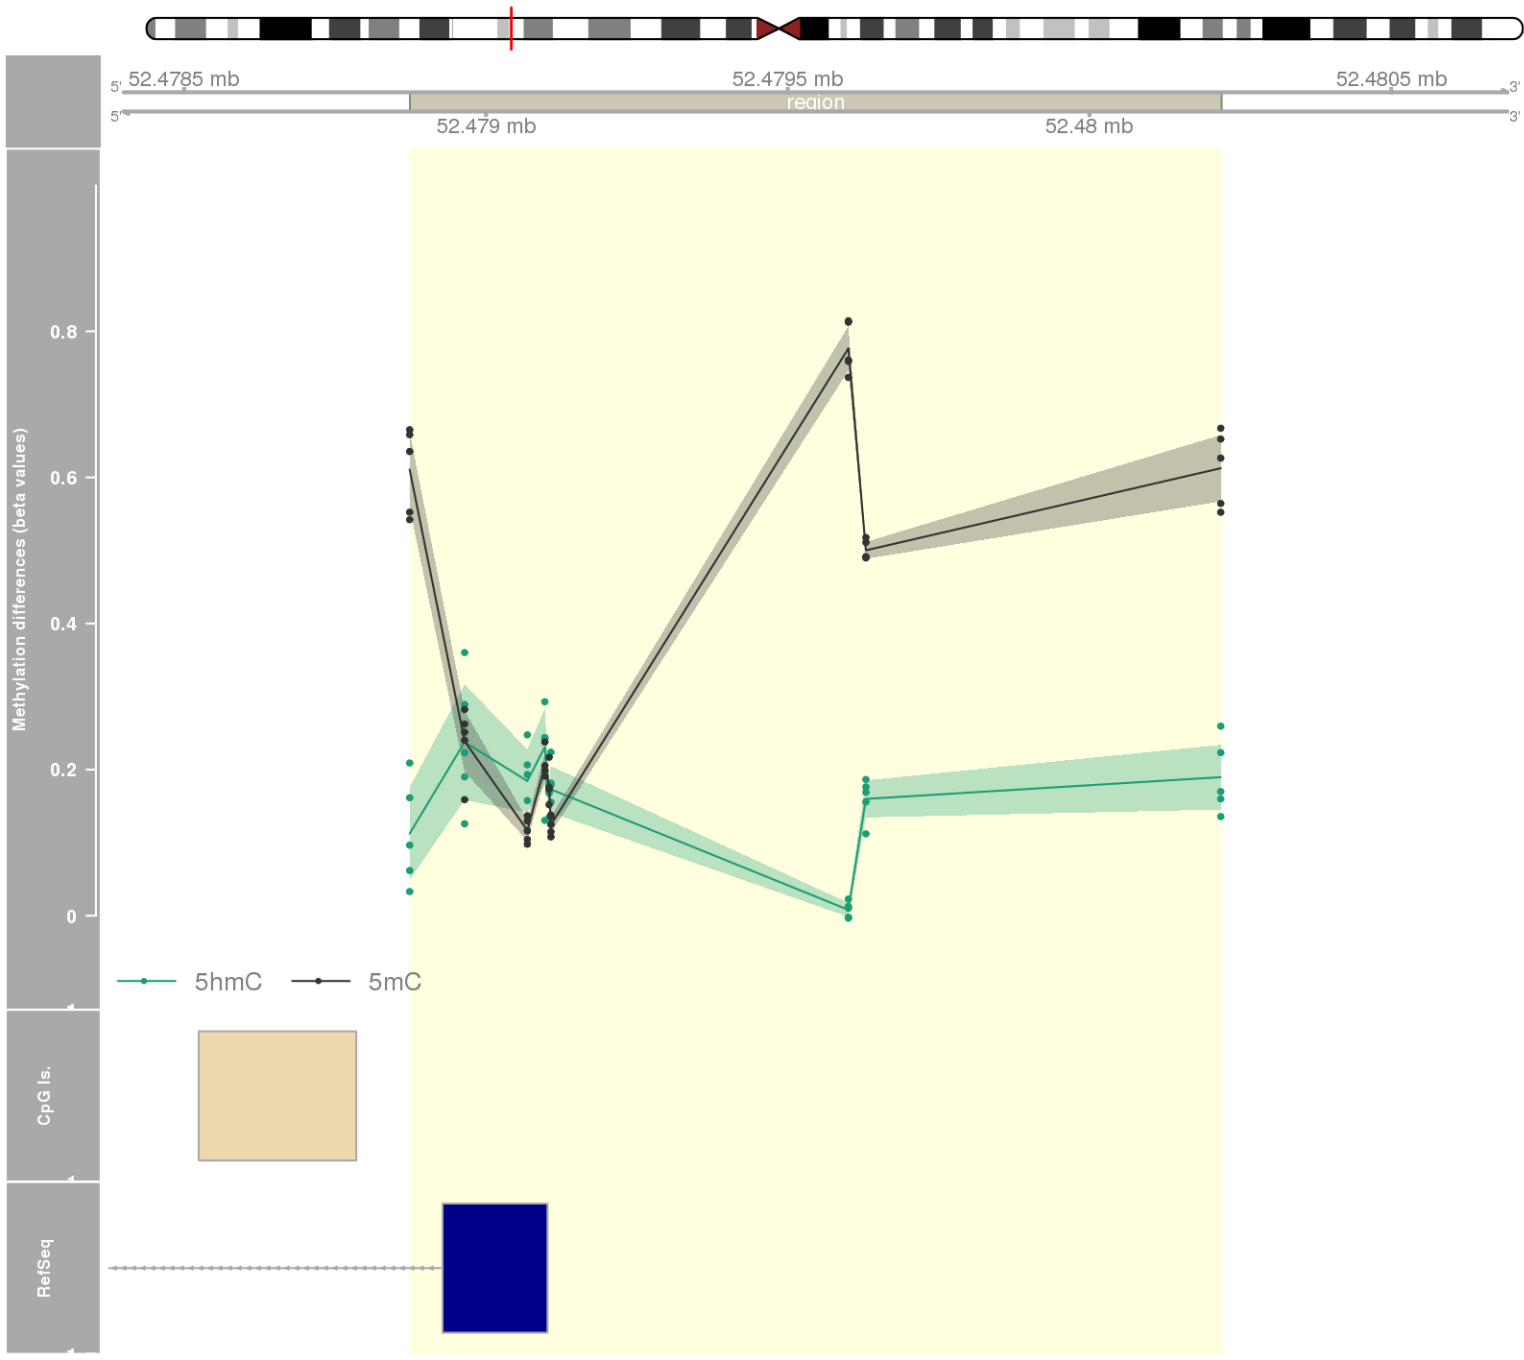 52.4785 mb
52.4795 mb
52.4805 mb
5'
3'
region
5'
3'
52.479 mb
52.48 mb
Methylation differences (beta values)
0.8
0.6
0.4
0.2
0
5hmC
5mC
CpG Is.
RefSeq